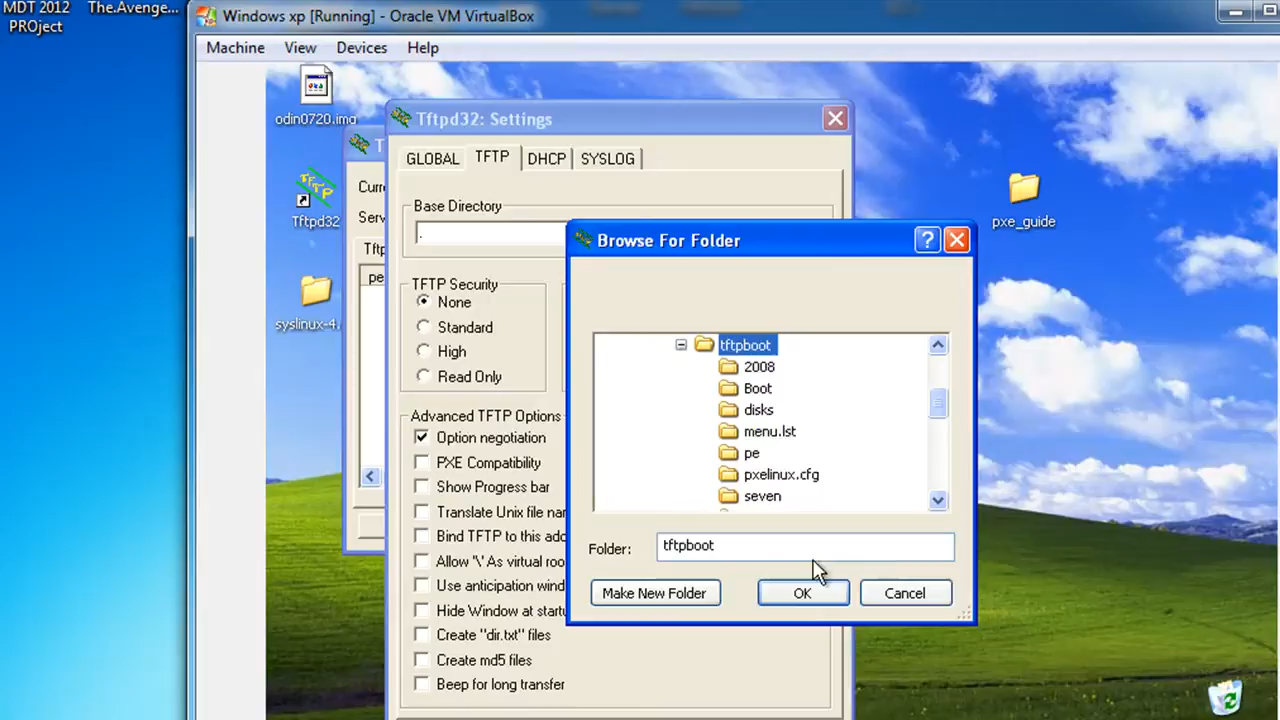 MDT 2012
PROject
The.Avenge...
Windows xp [Running] - Oracle VM VirtualBox
Machine View Devices Help
odin0720.ima
Tftpd32
syslinux-4.
pxe_guide
Tftpd32: Settings
GLOBAL TFTP DHCP SYSLOG
Base Directory
.
TFTP Security
None
Standard
High
Read Only
Advanced TFTP Options
Option negotiation
PXE Compatibility
Show Progress bar
Translate Unix file nam
Bind TFTP to this add
Allow '\' As virtual roo
Use anticipation wind
Hide Window at startu
Create "dir.txt" files
Create md5 files
Beep for long transfer
Browse For Folder
tftpboot
2008
Boot
disks
menu.lst
pe
pxelinux.cfg
seven
Folder: tftpboot
Make New Folder OK Cancel